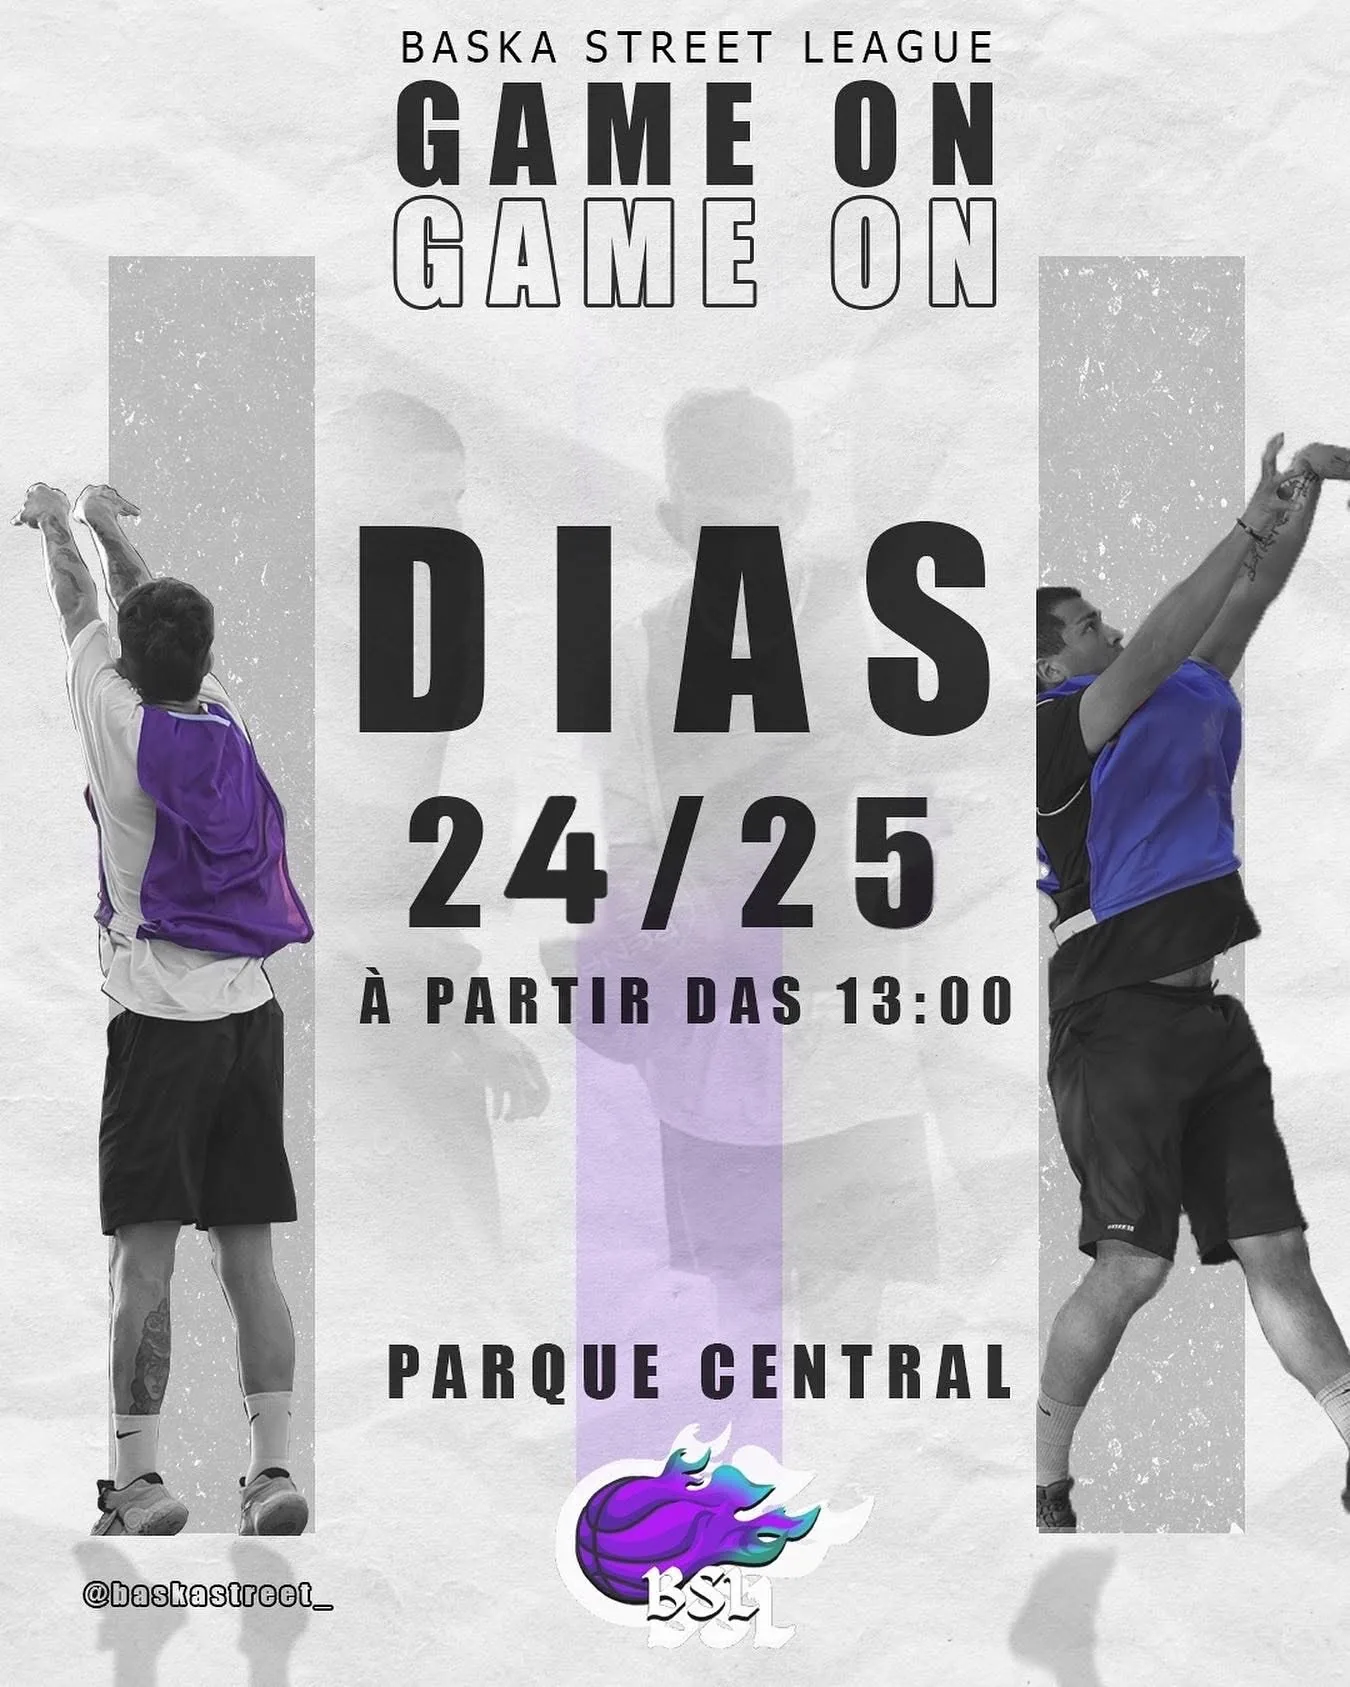 BASKA STREET LEAGUE
GAME ON
GAME ON
DIAS
24/25
À PARTIR DAS 13:00
PARQUE CENTRAL
BSL
@baskastreet_